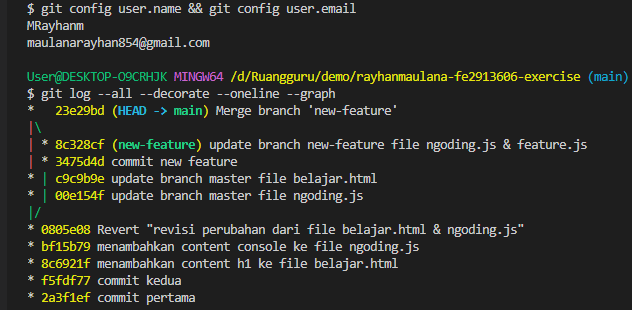 $ git config user.name && git config user.email
MRayhanm
maulanarayhan854@gmail.com
User@DESKTOP-O9CRHJK MINGW64 /d/Ruangguru/demo/rayhanmaulana-fe2913606-exercise (main)
$ git log --all --decorate --oneline --graph
*   23e29bd (HEAD -> main) Merge branch 'new-feature'
|\
| * 8c328cf (new-feature) update branch new-feature file ngoding.js & feature.js
| * 3475d4d commit new feature
* | c9c9b9e update branch master file belajar.html
* | 00e154f update branch master file ngoding.js
|/
* 0805e08 Revert "revisi perubahan dari file belajar.html & ngoding.js"
* bf15b79 menambahkan content console ke file ngoding.js
* 8c6921f menambahkan content h1 ke file belajar.html
* f5fdf77 commit kedua
* 2a3f1ef commit pertama